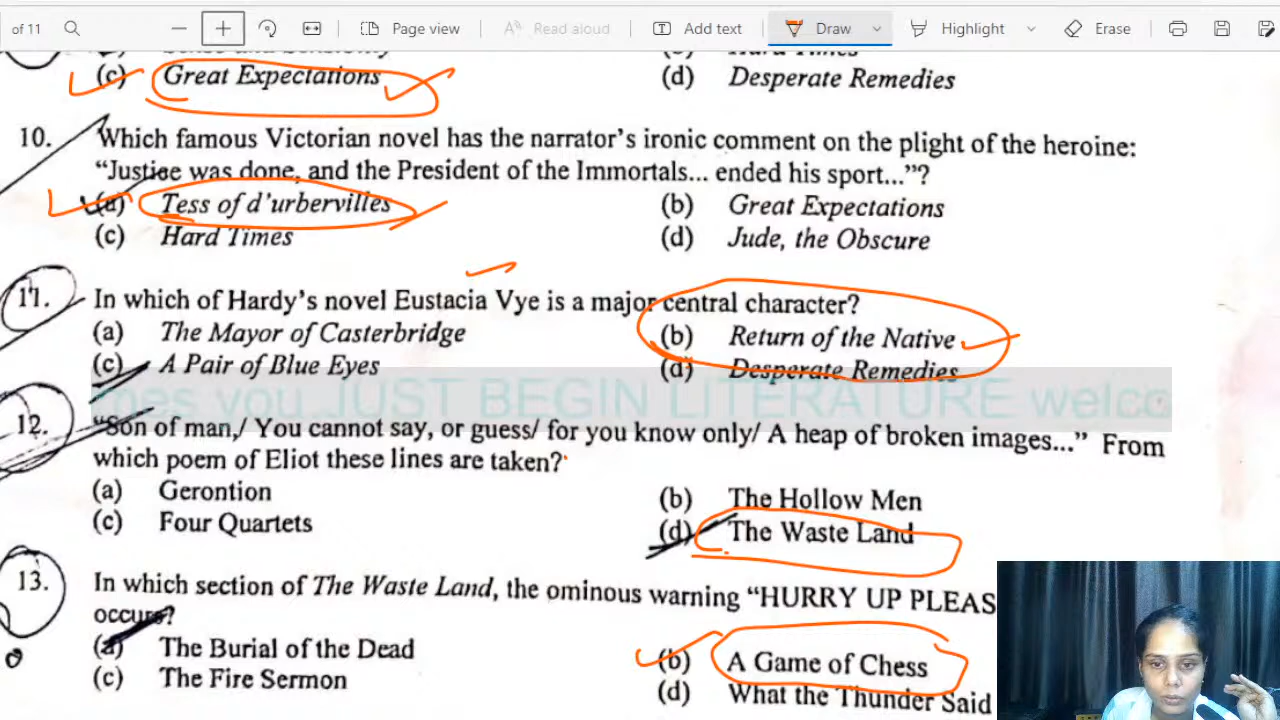 of 11 Page view Read aloud Add text Draw Highlight Erase
(c) Great Expectations (d) Desperate Remedies
10. Which famous Victorian novel has the narrator's ironic comment on the plight of the heroine:
"Justice was done, and the President of the Immortals... ended his sport..."?
(a) Tess of d'urbervilles (b) Great Expectations
(c) Hard Times (d) Jude, the Obscure
11. In which of Hardy's novel Eustacia Vye is a major central character?
(a) The Mayor of Casterbridge (b) Return of the Native
(c) A Pair of Blue Eyes (d) Desperate Remedies
you JUST BEGIN LITERATURE welc
12. "Son of man,/ You cannot say, or guess/ for you know only/ A heap of broken images..." From
which poem of Eliot these lines are taken?
(a) Gerontion (b) The Hollow Men
(c) Four Quartets (d) The Waste Land
13. In which section of The Waste Land, the ominous warning "HURRY UP PLEAS
occurs?
(a) The Burial of the Dead (b) A Game of Chess
(c) The Fire Sermon (d) What the Thunder Said